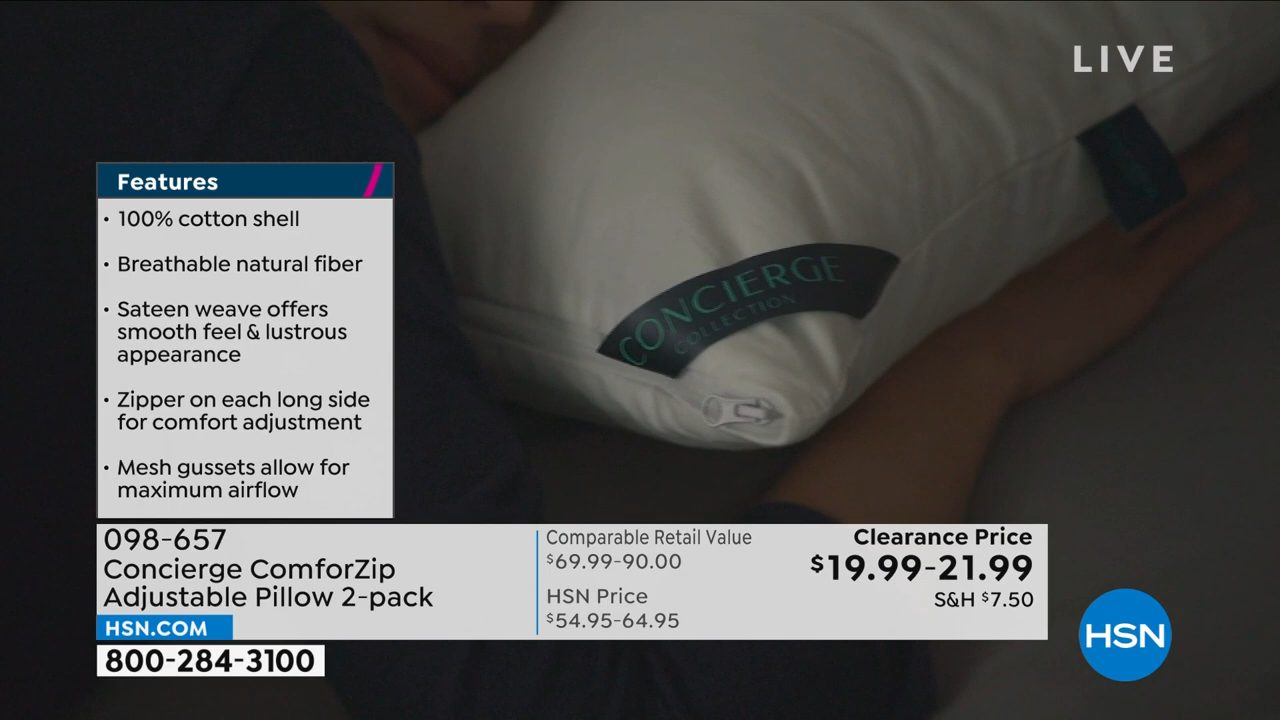 LIVE
Features
• 100% cotton shell
• Breathable natural fiber
• Sateen weave offers
smooth feel & lustrous
appearance
• Zipper on each long side
for comfort adjustment
• Mesh gussets allow for
maximum airflow
CONCIERGE
COLLECTION
098-657
Concierge ComforZip
Adjustable Pillow 2-pack
HSN.COM
800-284-3100
Comparable Retail Value
$69.99-90.00
HSN Price
$54.95-64.95
Clearance Price
$19.99-21.99
S&H $7.50
HSN